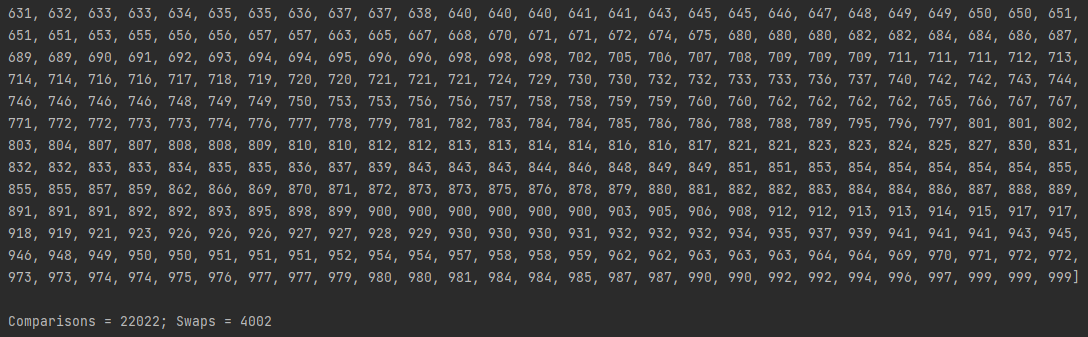 631, 632, 633, 633, 634, 635, 635, 636, 637, 637, 638, 640, 640, 640, 641, 641, 643, 645, 645, 646, 647, 648, 649, 649, 650, 650, 651,
651, 651, 653, 655, 656, 656, 657, 657, 663, 665, 667, 668, 670, 671, 671, 672, 674, 675, 680, 680, 680, 682, 682, 684, 684, 686, 687,
689, 689, 690, 691, 692, 693, 694, 694, 695, 696, 696, 698, 698, 698, 702, 705, 706, 707, 708, 709, 709, 709, 711, 711, 711, 712, 713,
714, 714, 716, 716, 717, 718, 719, 720, 720, 721, 721, 721, 724, 729, 730, 730, 732, 732, 733, 733, 736, 737, 740, 742, 742, 743, 744,
746, 746, 746, 746, 748, 749, 749, 750, 753, 753, 756, 756, 757, 758, 758, 759, 759, 760, 760, 762, 762, 762, 762, 765, 766, 767, 767,
771, 772, 772, 773, 773, 774, 776, 777, 778, 779, 781, 782, 783, 784, 784, 785, 786, 786, 788, 788, 789, 795, 796, 797, 801, 801, 802,
803, 804, 807, 807, 808, 808, 809, 810, 810, 812, 812, 813, 813, 814, 814, 816, 816, 817, 821, 821, 823, 823, 824, 825, 827, 830, 831,
832, 832, 833, 833, 834, 835, 835, 836, 837, 839, 843, 843, 843, 844, 846, 848, 849, 849, 851, 851, 853, 854, 854, 854, 854, 854, 855,
855, 855, 857, 859, 862, 866, 869, 870, 871, 872, 873, 873, 875, 876, 878, 879, 880, 881, 882, 882, 883, 884, 884, 886, 887, 888, 889,
891, 891, 891, 892, 892, 893, 895, 898, 899, 900, 900, 900, 900, 900, 900, 903, 905, 906, 908, 912, 912, 913, 913, 914, 915, 917, 917,
918, 919, 921, 923, 926, 926, 926, 927, 927, 928, 929, 930, 930, 930, 931, 932, 932, 932, 934, 935, 937, 939, 941, 941, 941, 943, 945,
946, 948, 949, 950, 950, 951, 951, 951, 952, 954, 954, 957, 958, 958, 959, 962, 962, 963, 963, 963, 964, 964, 969, 970, 971, 972, 972,
973, 973, 974, 974, 975, 976, 977, 977, 979, 980, 980, 981, 984, 984, 985, 987, 987, 990, 990, 992, 992, 994, 996, 997, 999, 999, 999]
Comparisons = 22022; Swaps = 4002